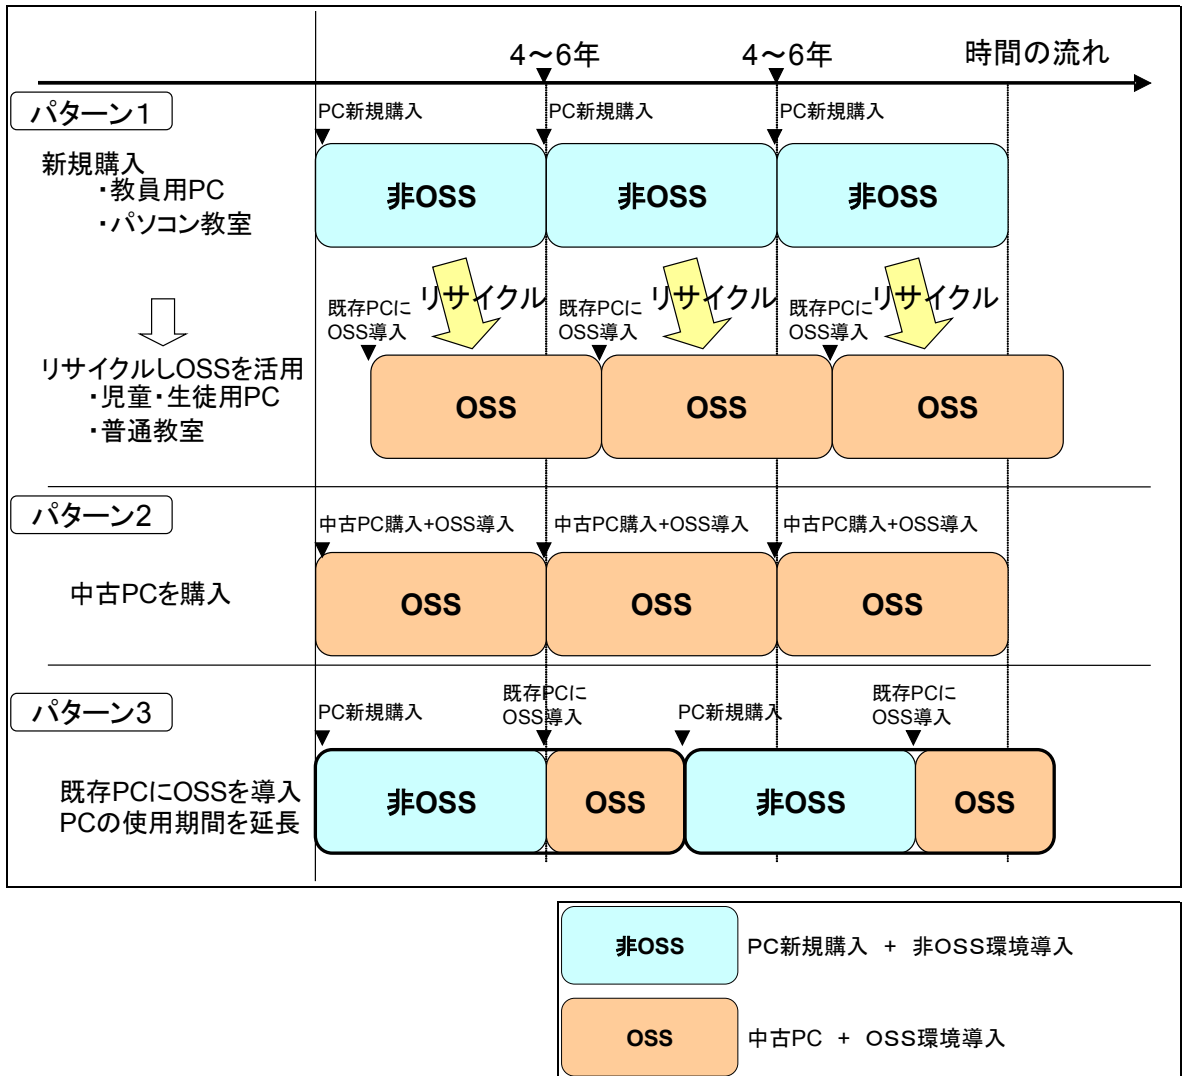 4～6年
4～6年
時間の流れ
パターン1
PC新規購入
PC新規購入
PC新規購入
新規購入
・教員用PC
・パソコン教室
非OSS
非OSS
非OSS
リサイクル
リサイクル
リサイクル
既存PCに
OSS導入
既存PCに
OSS導入
既存PCに
OSS導入
リサイクルしOSSを活用
・児童・生徒用PC
・普通教室
OSS
OSS
OSS
パターン2
中古PC購入+OSS導入
中古PC購入+OSS導入
中古PC購入+OSS導入
中古PCを購入
OSS
OSS
OSS
パターン3
PC新規購入
既存PCに
OSS導入
PC新規購入
既存PCに
OSS導入
既存PCにOSSを導入
PCの使用期間を延長
非OSS
OSS
非OSS
OSS
非OSS
PC新規購入 + 非OSS環境導入
OSS
中古PC + OSS環境導入